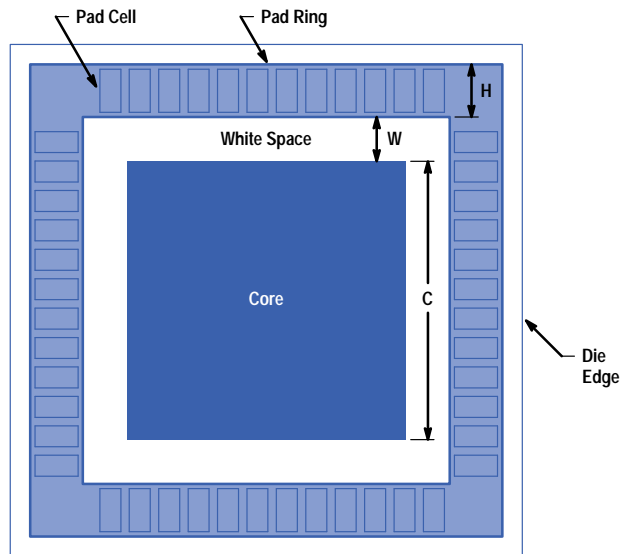 Pad Cell
Pad Ring
H
White Space
W
Core
C
Die
Edge